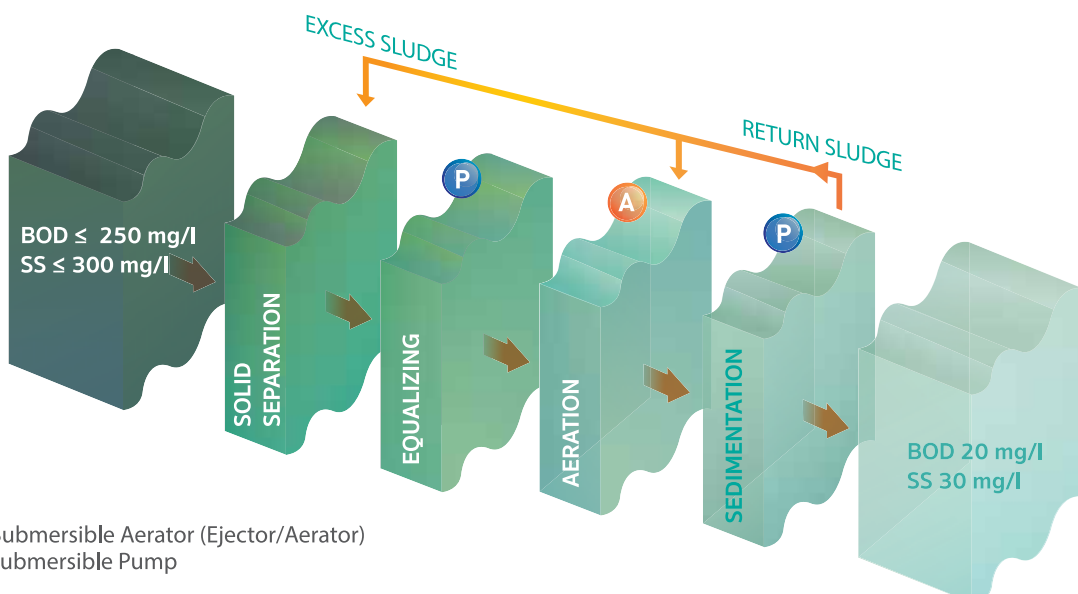 EXCESS SLUDGE
RETURN SLUDGE
P
A
P
BOD ≤ 250 mg/l
SS ≤ 300 mg/l
SOLID
SEPARATION
EQUALIZING
AERATION
SEDIMENTATION
BOD 20 mg/l
SS 30 mg/l
ubmersible Aerator (Ejector/Aerator)
ubmersible Pump